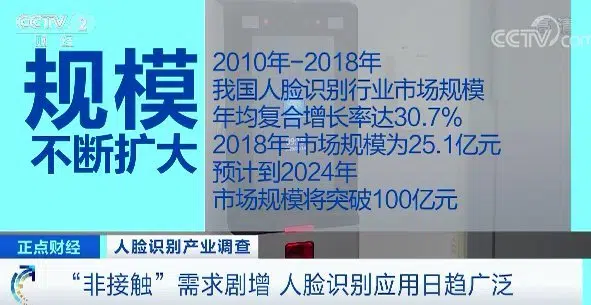 CCTV 2
财经
高清
CCTV.com
规模
不断扩大
2010年-2018年
我国人脸识别行业市场规模
年均复合增长率达30.7%
2018年市场规模为25.1亿元
预计到2024年
市场规模将突破100亿元
正点财经
人脸识别产业调查
“非接触”需求剧增 人脸识别应用日趋广泛